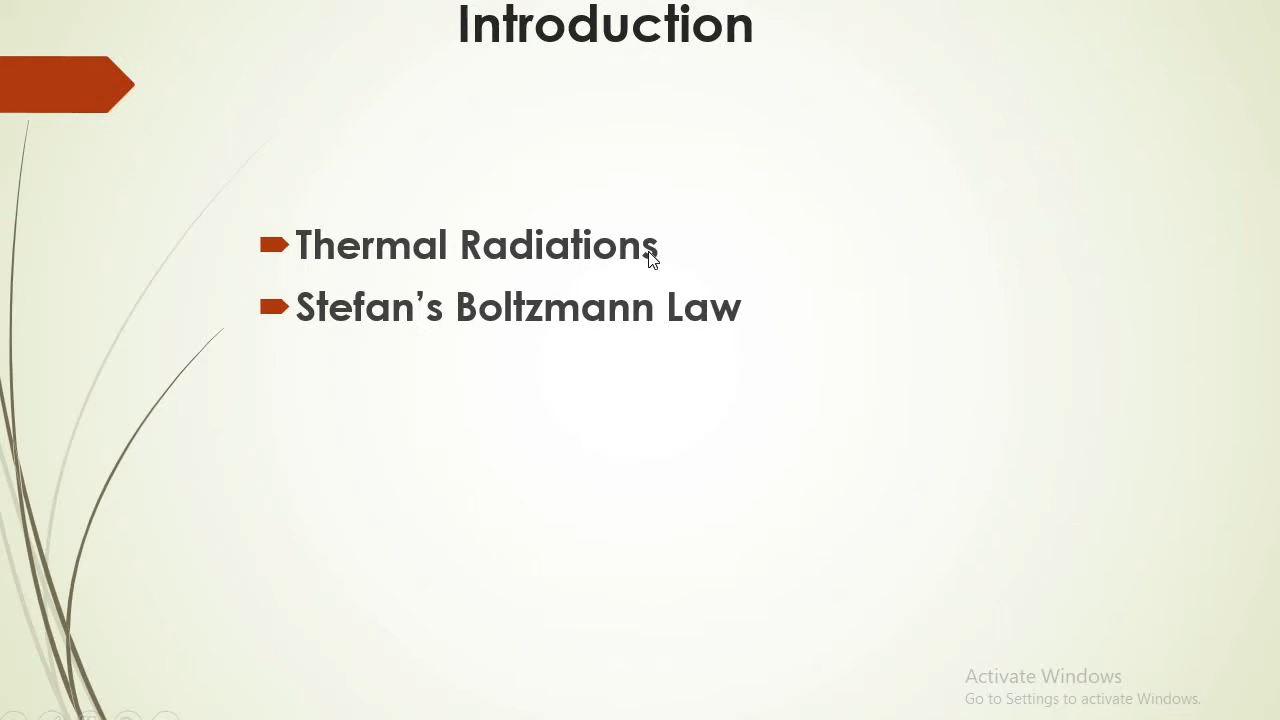 Introduction
Thermal Radiations
Stefan’s Boltzmann Law
Activate Windows
Go to Settings to activate Windows.